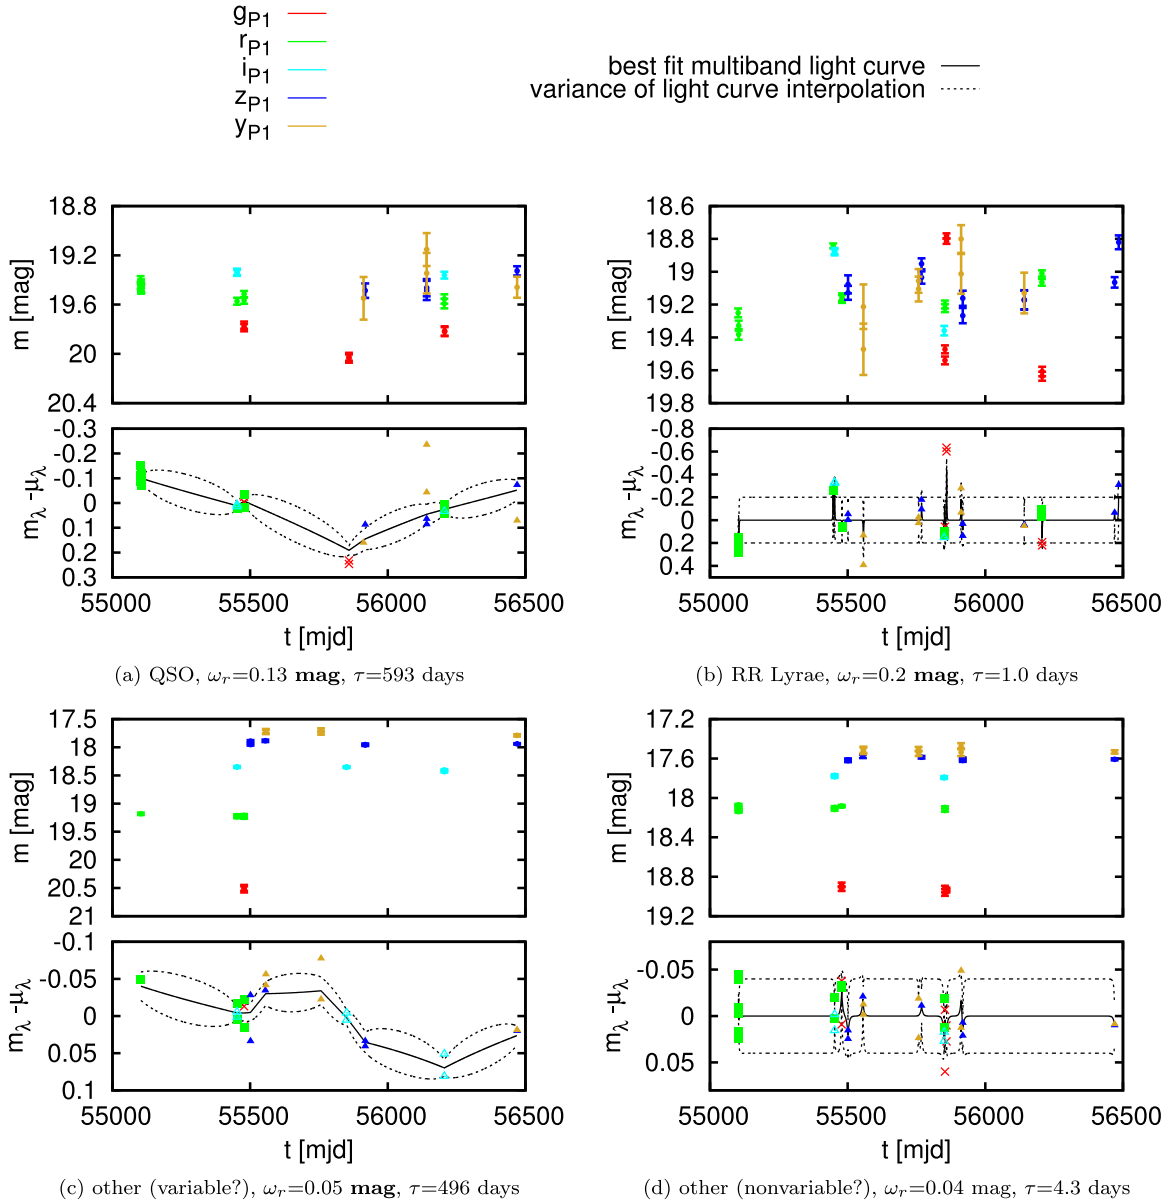 gP1
rP1
iP1
zP1
yP1
best fit multiband light curve
variance of light curve interpolation
18.8
19.2
19.6
20
20.4
m [mag]
-0.3
-0.2
-0.1
0
0.1
0.2
0.3
mλ -μλ
55000 55500 56000 56500
t [mjd]
(a) QSO, ωr=0.13 mag, τ=593 days
18.6
18.8
19
19.2
19.4
19.6
19.8
m [mag]
-0.8
-0.6
-0.4
-0.2
0
0.2
0.4
mλ -μλ
55000 55500 56000 56500
t [mjd]
(b) RR Lyrae, ωr=0.2 mag, τ=1.0 days
17.5
18
18.5
19
19.5
20
20.5
21
m [mag]
-0.1
-0.05
0
0.05
0.1
mλ -μλ
55000 55500 56000 56500
t [mjd]
(c) other (variable?), ωr=0.05 mag, τ=496 days
17.2
17.6
18
18.4
18.8
19.2
m [mag]
-0.05
0
0.05
mλ -μλ
55000 55500 56000 56500
t [mjd]
(d) other (nonvariable?), ωr=0.04 mag, τ=4.3 days